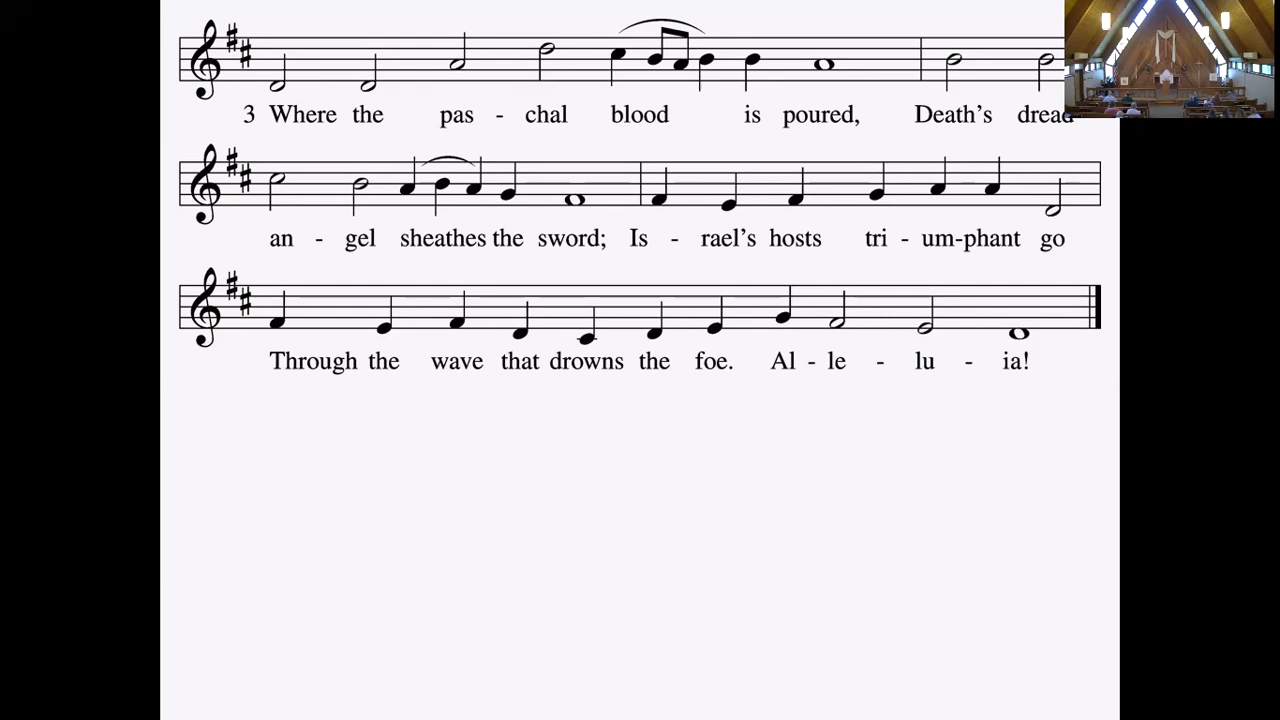 3 Where the pas - chal blood is poured, Death's dread
an - gel sheathes the sword; Is - rael's hosts tri - um-phant go
Through the wave that drowns the foe. Al - le - lu - ia!